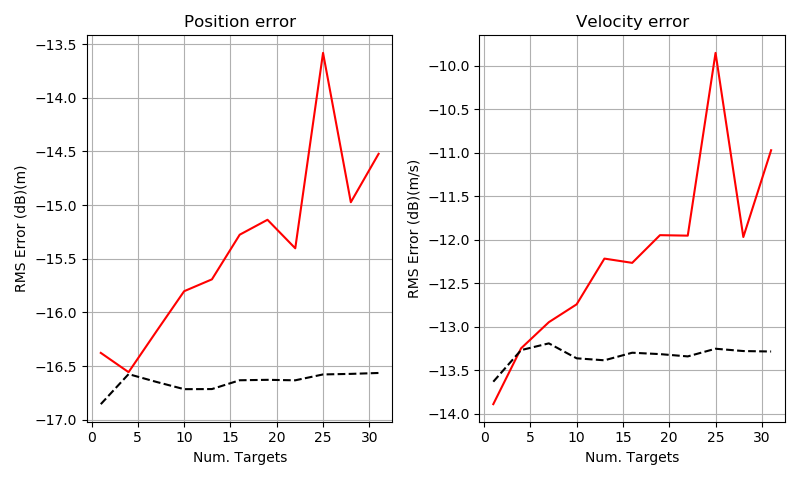 Position error
−13.5
−14.0
−14.5
−15.0
−15.5
−16.0
−16.5
−17.0
RMS Error (dB)(m)
0 5 10 15 20 25 30
Num. Targets
Velocity error
−10.0
−10.5
−11.0
−11.5
−12.0
−12.5
−13.0
−13.5
−14.0
RMS Error (dB)(m/s)
0 5 10 15 20 25 30
Num. Targets